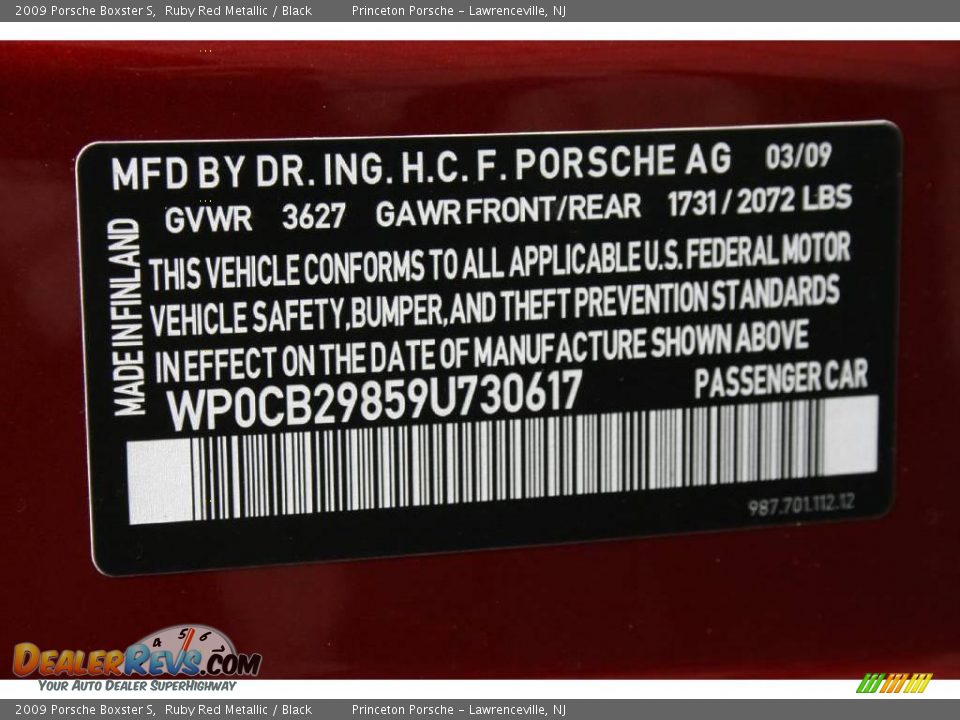 2009 Porsche Boxster S, Ruby Red Metallic / Black Princeton Porsche - Lawrenceville, NJ
MFD BY DR. ING. H.C. F. PORSCHE AG 03/09
GVWR 3627 GAWR FRONT/REAR 1731 / 2072 LBS
MADE IN FINLAND
THIS VEHICLE CONFORMS TO ALL APPLICABLE U.S. FEDERAL MOTOR
VEHICLE SAFETY, BUMPER, AND THEFT PREVENTION STANDARDS
IN EFFECT ON THE DATE OF MANUFACTURE SHOWN ABOVE
WP0CB29859U730617 PASSENGER CAR
987.701.112.12
4 5 6 7
DEALERREVS.COM
YOUR AUTO DEALER SUPERHIGHWAY
2009 Porsche Boxster S, Ruby Red Metallic / Black Princeton Porsche - Lawrenceville, NJ